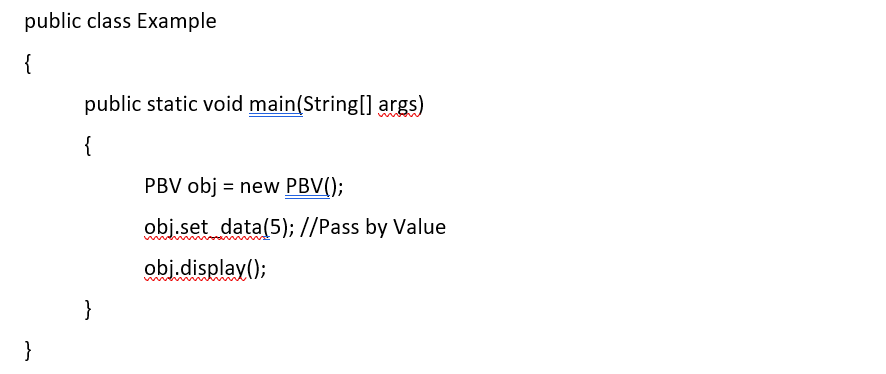 public class Example
{
public static void main(String[] args)
{
PBV obj = new PBV();
obj.set_data(5); //Pass by Value
obj.display();
}
}